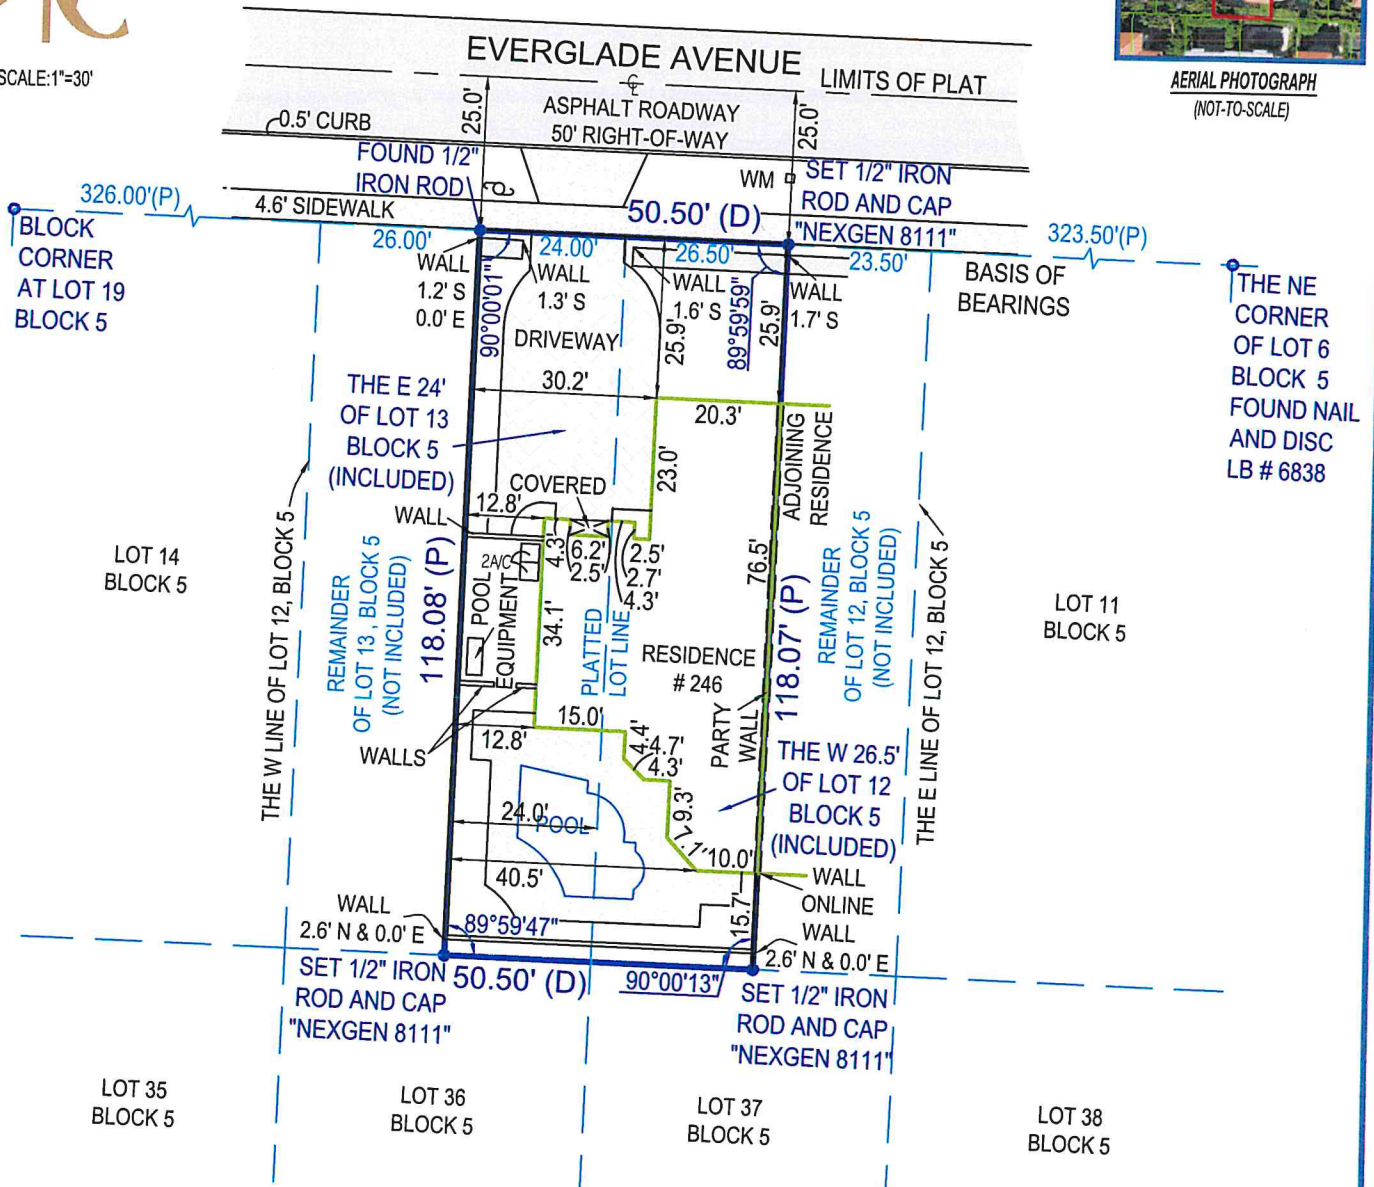 SCALE:1"=30'
EVERGLADE AVENUE
LIMITS OF PLAT
℄
ASPHALT ROADWAY
50' RIGHT-OF-WAY
25.0'
25.0'
0.5' CURB
AERIAL PHOTOGRAPH
(NOT-TO-SCALE)
FOUND 1/2"
IRON ROD
WM
SET 1/2" IRON
ROD AND CAP
"NEXGEN 8111"
326.00'(P)
4.6' SIDEWALK
50.50' (D)
323.50'(P)
BLOCK
CORNER
AT LOT 19
BLOCK 5
26.00'
24.00'
26.50'
23.50'
BASIS OF
BEARINGS
THE NE
CORNER
OF LOT 6
BLOCK 5
FOUND NAIL
AND DISC
LB # 6838
WALL
1.2' S
0.0' E
90°00'01"
WALL
1.3' S
WALL
1.6' S
89°59'59"
WALL
1.7' S
25.9'
25.9'
DRIVEWAY
30.2'
20.3'
THE E 24'
OF LOT 13
BLOCK 5
(INCLUDED)
23.0'
ADJOINING
RESIDENCE
COVERED
12.8'
WALL
4.3'
6.2'
2.5'
2.5'
2.7'
4.3'
2A/C
POOL
EQUIPMENT
34.1'
76.5'
118.08' (P)
118.07' (P)
LOT 14
BLOCK 5
THE W LINE OF LOT 12, BLOCK 5
REMAINDER
OF LOT 13, BLOCK 5
(NOT INCLUDED)
PLATTED
LOT LINE
RESIDENCE
# 246
REMAINDER
OF LOT 12, BLOCK 5
(NOT INCLUDED)
THE E LINE OF LOT 12, BLOCK 5
LOT 11
BLOCK 5
PARTY
WALL
WALLS
12.8'
15.0'
4.4'
4.7'
4.3'
9.3'
7.1'
10.0'
THE W 26.5'
OF LOT 12
BLOCK 5
(INCLUDED)
24.0'
POOL
40.5'
15.7'
WALL
ONLINE
WALL
2.6' N & 0.0' E
89°59'47"
WALL
2.6' N & 0.0' E
SET 1/2" IRON
ROD AND CAP
"NEXGEN 8111"
50.50' (D)
90°00'13"
SET 1/2" IRON
ROD AND CAP
"NEXGEN 8111"
LOT 35
BLOCK 5
LOT 36
BLOCK 5
LOT 37
BLOCK 5
LOT 38
BLOCK 5